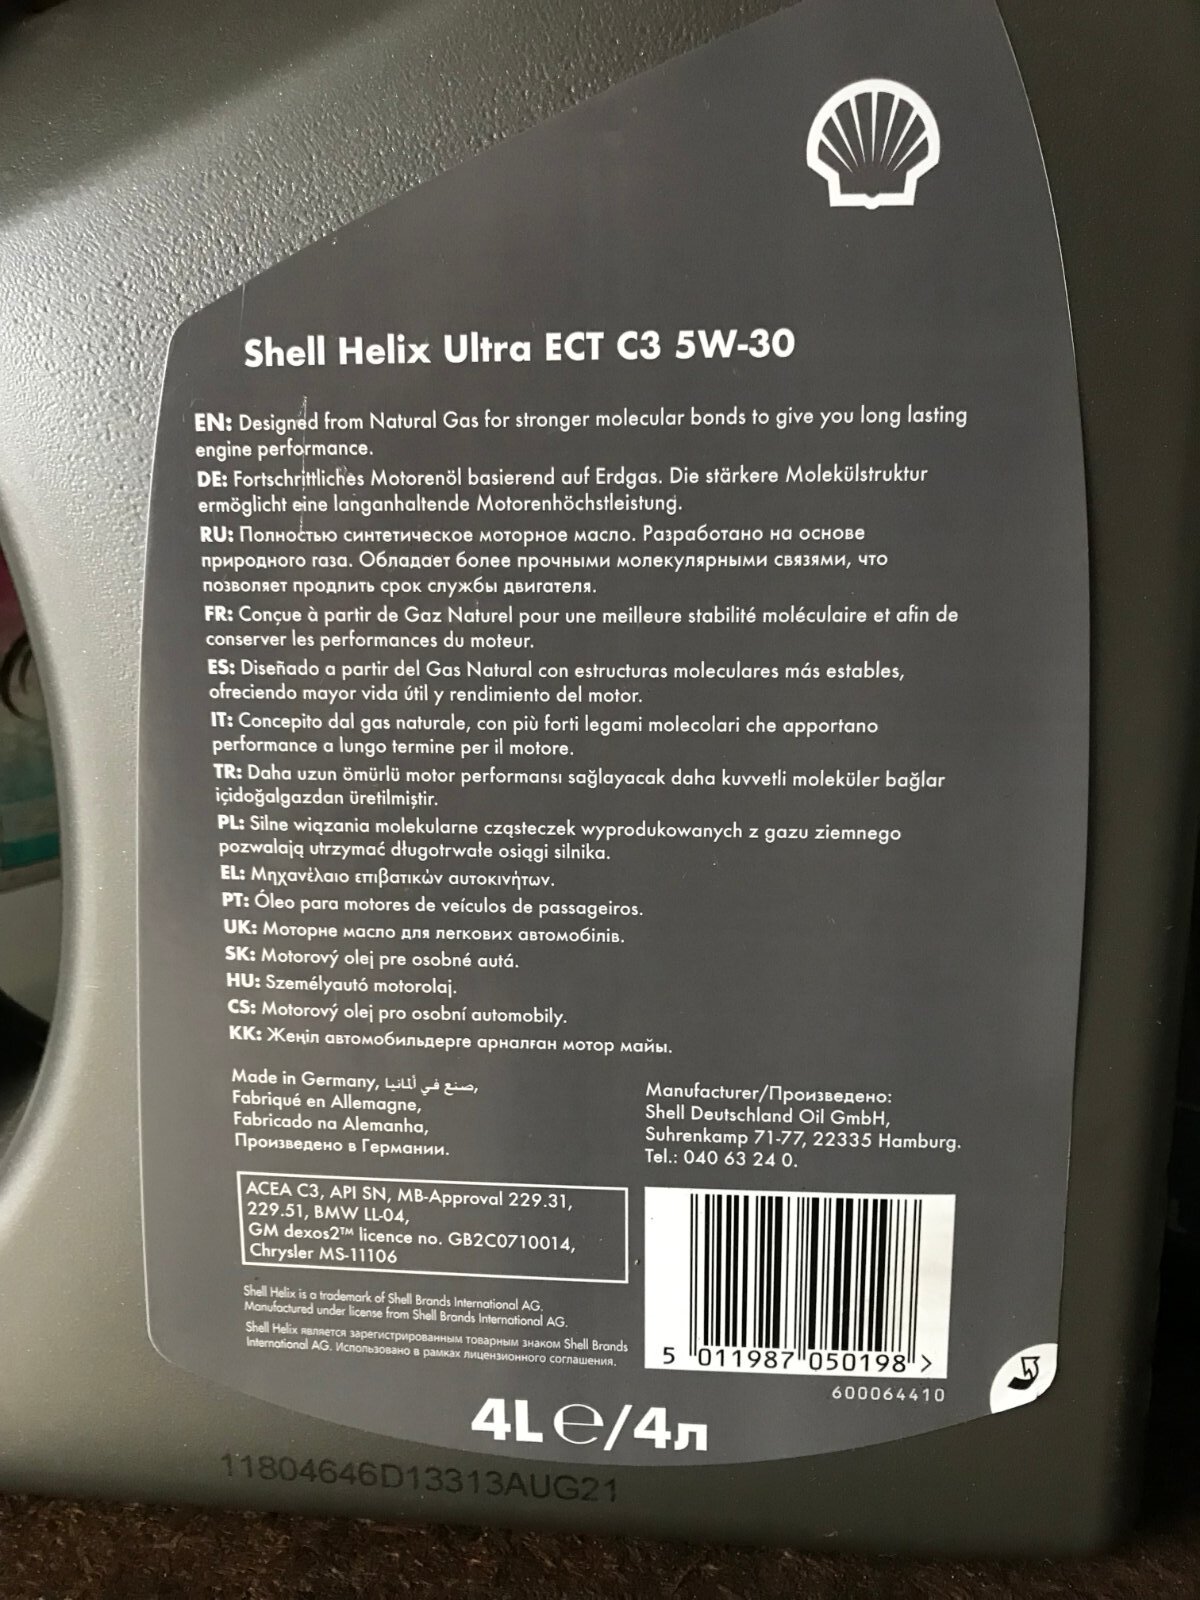 Shell Helix Ultra ECT C3 5W-30
EN: Designed from Natural Gas for stronger molecular bonds to give you long lasting
engine performance.
DE: Fortschrittliches Motorenöl basierend auf Erdgas. Die stärkere Molekülstruktur
ermöglicht eine langanhaltende Motorenhöchstleistung.
RU: Полностью синтетическое моторное масло. Разработано на основе
природного газа. Обладает более прочными молекулярными связями, что
позволяет продлить срок службы двигателя.
FR: Conçue à partir de Gaz Naturel pour une meilleure stabilité moléculaire et afin de
conserver les performances du moteur.
ES: Diseñado a partir del Gas Natural con estructuras moleculares más estables,
ofreciendo mayor vida útil y rendimiento del motor.
IT: Concepito dal gas naturale, con più forti legami molecolari che apportano
performance a lungo termine per il motore.
TR: Daha uzun ömürlü motor performansı sağlayacak daha kuvvetli moleküler bağlar
içidoğalgazdan üretilmiştir.
PL: Silne wiązania molekularne cząsteczek wyprodukowanych z gazu ziemnego
pozwalają utrzymać długotrwałe osiągi silnika.
EL: Μηχανέλαιο επιβατικών αυτοκινήτων.
PT: Óleo para motores de veículos de passageiros.
UK: Моторне масло для легкових автомобілів.
SK: Motorový olej pre osobné autá.
HU: Személyautó motorolaj.
CS: Motorový olej pro osobní automobily.
KK: Жеңіл автомобильдерге арналған мотор майы.
Made in Germany, صنع في ألمانيا,
Fabriqué en Allemagne,
Fabricado na Alemanha,
Произведено в Германии.
Manufacturer/Произведено:
Shell Deutschland Oil GmbH,
Suhrenkamp 71-77, 22335 Hamburg.
Tel.: 040 63 24 0.
ACEA C3, API SN, MB-Approval 229.31,
229.51, BMW LL-04,
GM dexos2™ licence no. GB2C0710014,
Chrysler MS-11106
Shell Helix is a trademark of Shell Brands International AG.
Manufactured under license from Shell Brands International AG.
Shell Helix является зарегистрированным товарным знаком Shell Brands
International AG. Использовано в рамках лицензионного соглашения.
5 011987 050198 >
600064410
4L ℮/4л
11804646D13313AUG21